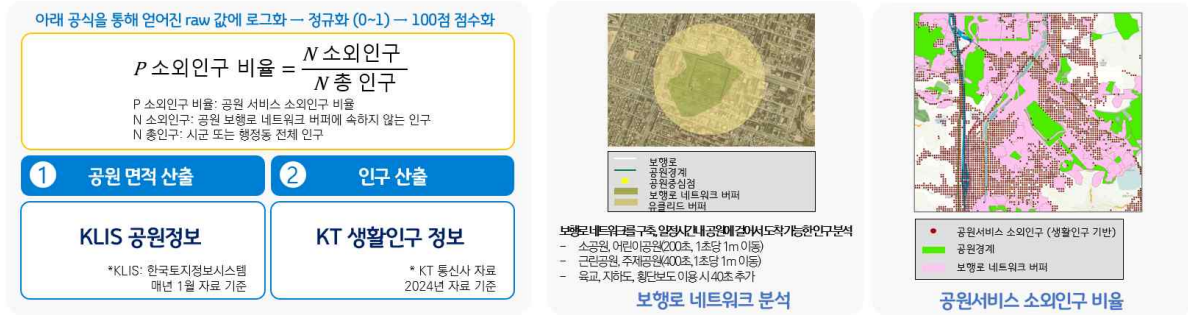 아래 공식을 통해 얻어진 raw 값에 로그화 → 정규화 (0~1) → 100점 점수화
P 소외인구 비율 = N 소외인구 / N 총 인구
P 소외인구 비율: 공원 서비스 소외인구 비율
N 소외인구: 공원 보행로 네트워크 버퍼에 속하지 않는 인구
N 총인구: 시군 또는 행정동 전체 인구
1 공원 면적 산출
KLIS 공원정보
*KLIS: 한국토지정보시스템
매년 1월 자료 기준
2 인구 산출
KT 생활인구 정보
* KT 통신사 자료
2024년 자료 기준
보행로
공원경계
공원중심점
보행로 네트워크 버퍼
유클리드 버퍼
보행로 네트워크를 구축, 일정시간 내 공원에 걸어서 도착 가능한 인구 분석
- 소공원, 어린이공원(200초, 1초당 1m 이동)
- 근린공원, 주제공원(400초, 1초당 1m 이동)
- 육교, 지하도, 횡단보도 이용 시 40초 추가
보행로 네트워크 분석
공원서비스 소외인구 (생활인구 기반)
공원경계
보행로 네트워크 버퍼
공원서비스 소외인구 비율